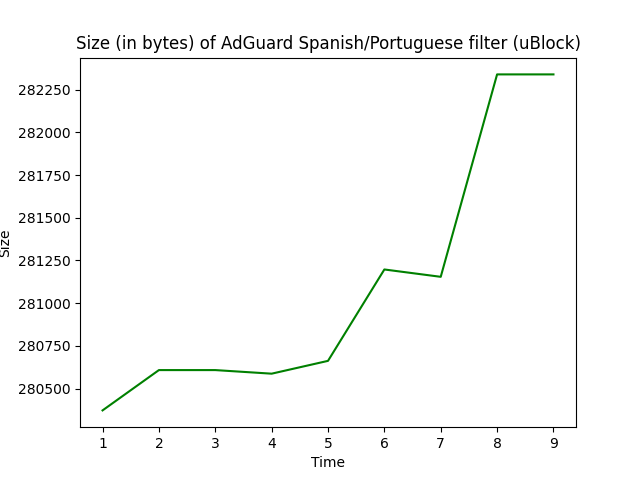 Size (in bytes) of AdGuard Spanish/Portuguese filter (uBlock)
282250
282000
281750
281500
281250
281000
280750
280500
Size
1 2 3 4 5 6 7 8 9
Time